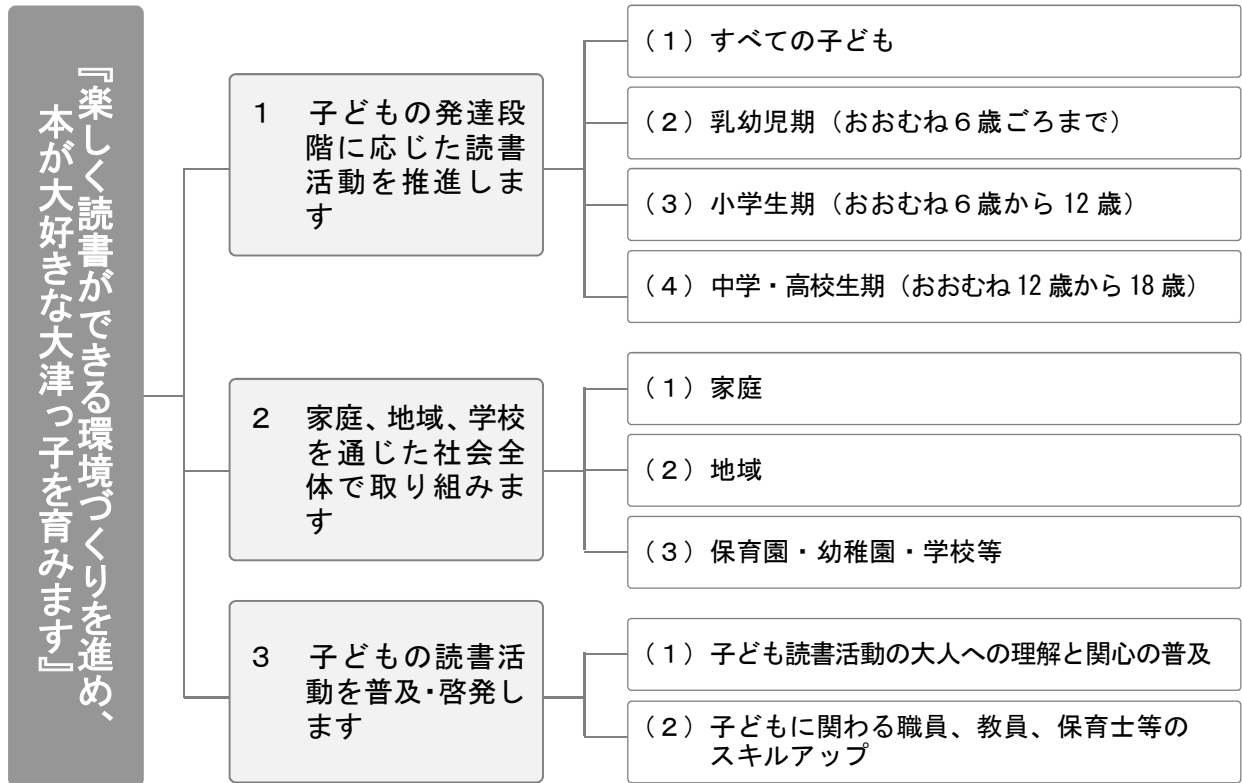 『楽しく読書ができる環境づくりを進め、
本が大好きな大津っ子を育みます』
１　子どもの発達段
階に応じた読書
活動を推進しま
す
（１）すべての子ども
（２）乳幼児期（おおむね６歳ごろまで）
（３）小学生期（おおむね６歳から 12 歳）
（４）中学・高校生期（おおむね 12 歳から 18 歳）
２　家庭、地域、学校
を通じた社会全
体で取り組みま
す
（１）家庭
（２）地域
（３）保育園・幼稚園・学校等
３　子どもの読書活
動を普及・啓発し
ます
（１）子ども読書活動の大人への理解と関心の普及
（２）子どもに関わる職員、教員、保育士等の
スキルアップ